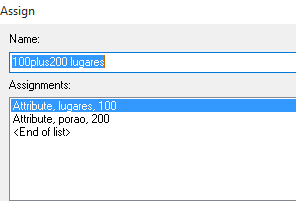 Assign
Name:
100plus200 lugares
Assignments:
Attribute, lugares, 100
Attribute, porao, 200
<End of list>